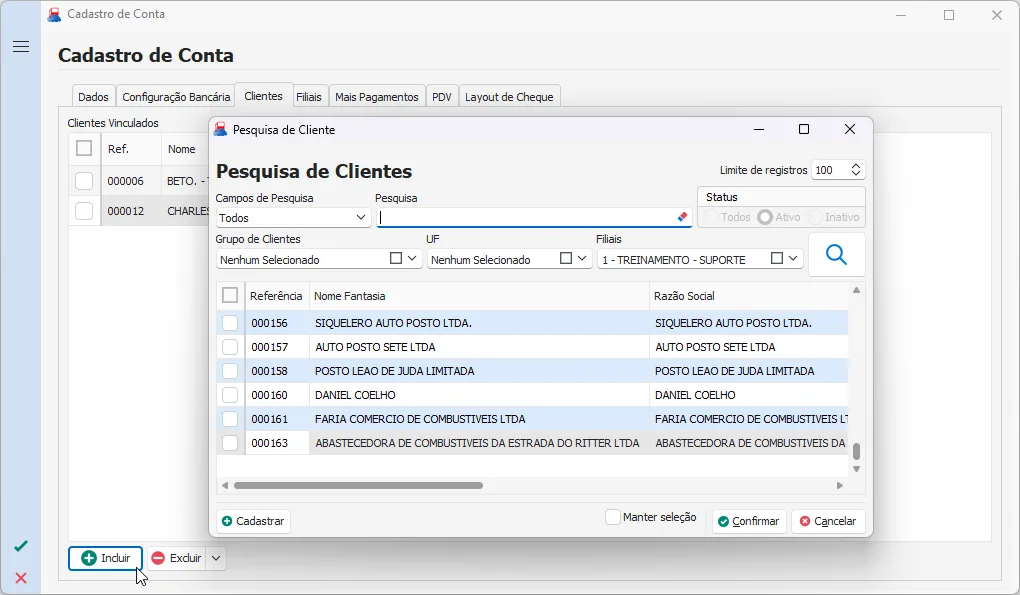 Cadastro de Conta
Cadastro de Conta
Dados Configuração Bancária Clientes Filiais Mais Pagamentos PDV Layout de Cheque
Clientes Vinculados
Ref. Nome
000006 BETO. -
000012 CHARLES
Pesquisa de Cliente
Pesquisa de Clientes
Limite de registros 100
Campos de Pesquisa Pesquisa Status
Todos Todos Ativo Inativo
Grupo de Clientes UF Filiais
Nenhum Selecionado Nenhum Selecionado 1 - TREINAMENTO - SUPORTE
Referência Nome Fantasia Razão Social
000156 SIQUELERO AUTO POSTO LTDA. SIQUELERO AUTO POSTO LTDA.
000157 AUTO POSTO SETE LTDA AUTO POSTO SETE LTDA
000158 POSTO LEAO DE JUDA LIMITADA POSTO LEAO DE JUDA LIMITADA
000160 DANIEL COELHO DANIEL COELHO
000161 FARIA COMERCIO DE COMBUSTIVEIS LTDA FARIA COMERCIO DE COMBUSTIVEIS LT
000163 ABASTECEDORA DE COMBUSTIVEIS DA ESTRADA DO RITTER LTDA ABASTECEDORA DE COMBUSTIVEIS DA
Cadastrar Manter seleção Confirmar Cancelar
Incluir Excluir